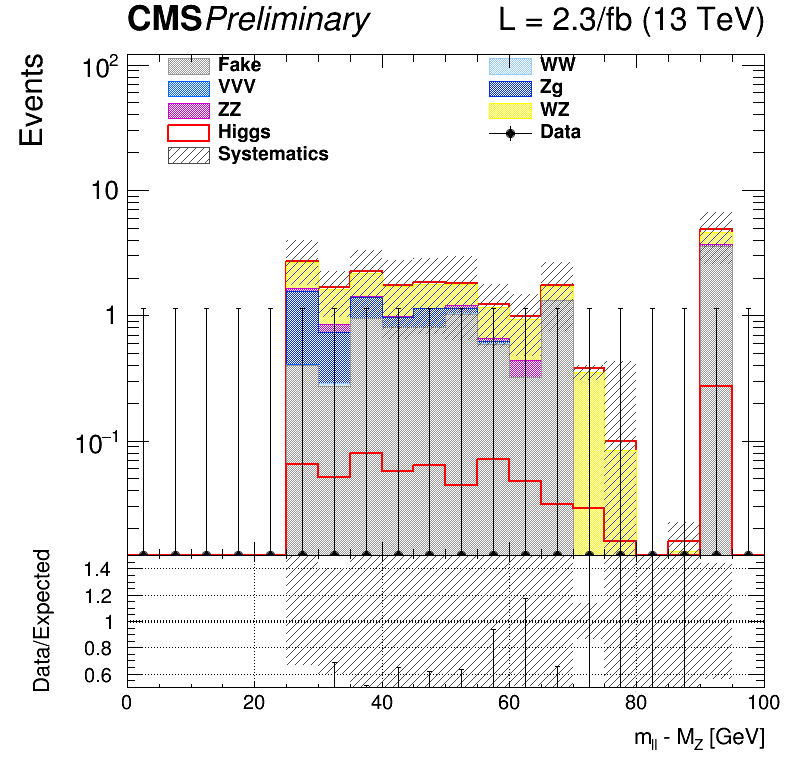 CMS Preliminary L = 2.3/fb (13 TeV)
Events
10²
10
1
10⁻¹
Fake
VVV
ZZ
Higgs
Systematics
WW
Zg
WZ
Data
Data/Expected
1.4
1.2
1
0.8
0.6
0 20 40 60 80 100
m_ll - M_Z [GeV]